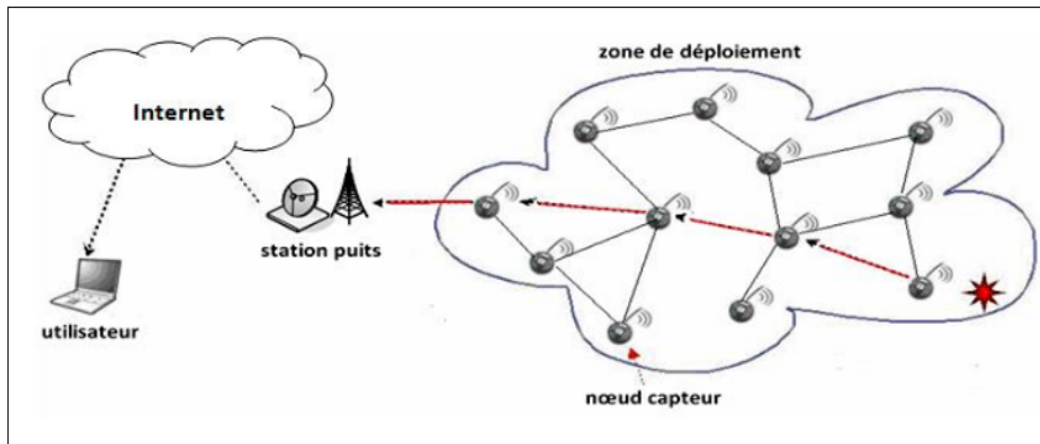 zone de déploiement
Internet
station puits
utilisateur
nœud capteur